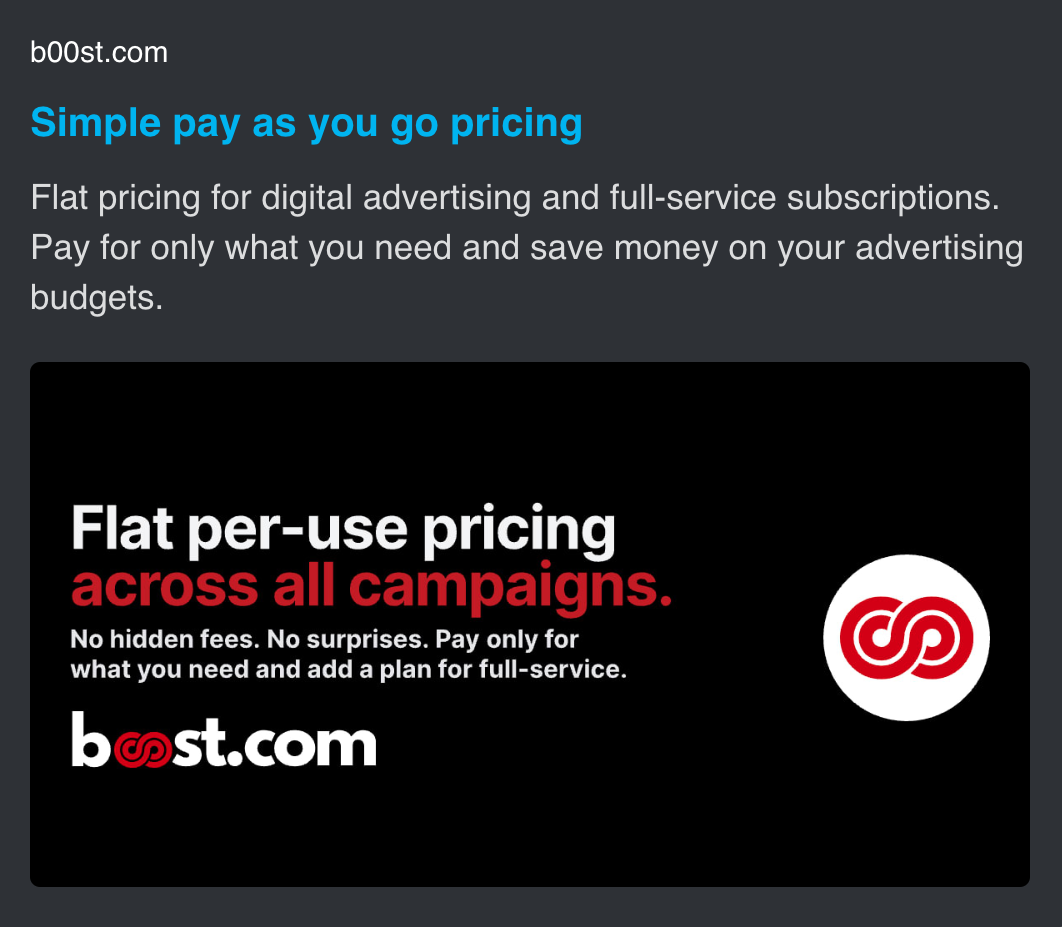 b00st.com
Simple pay as you go pricing
Flat pricing for digital advertising and full-service subscriptions.
Pay for only what you need and save money on your advertising
budgets.
Flat per-use pricing
across all campaigns.
No hidden fees. No surprises. Pay only for
what you need and add a plan for full-service.
boost.com